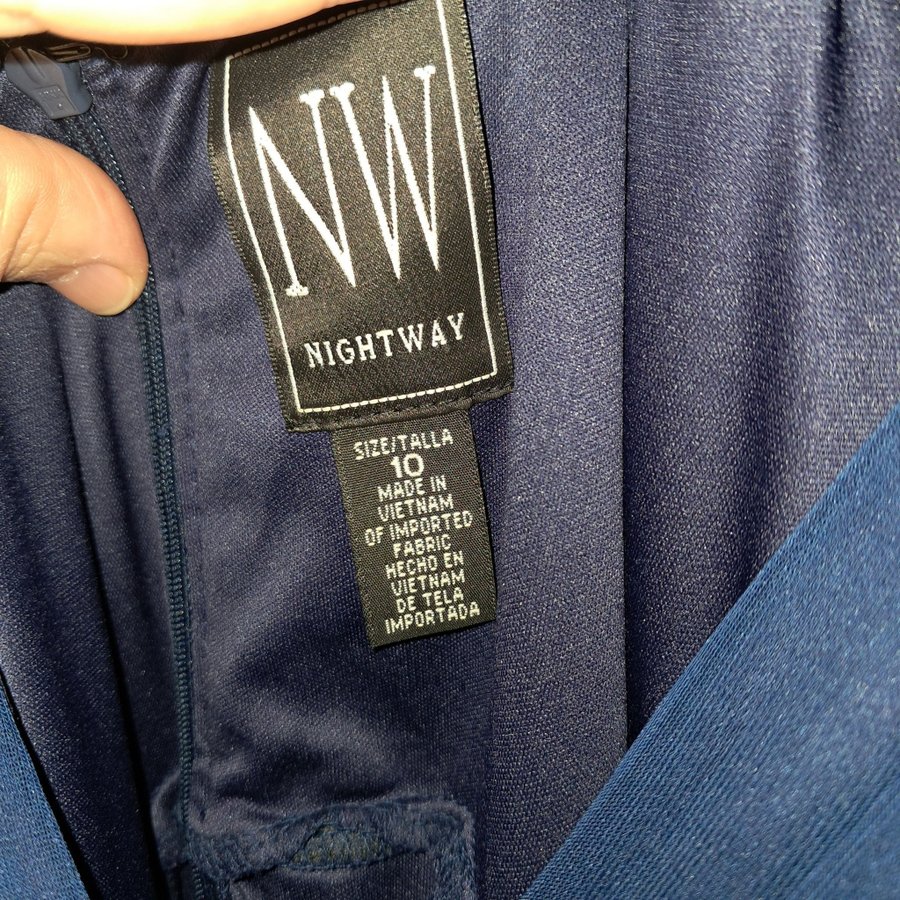 NW
NIGHTWAY
SIZE/TALLA
10
MADE IN
VIETNAM
OF IMPORTED
FABRIC
HECHO EN
VIETNAM
DE TELA
IMPORTADA